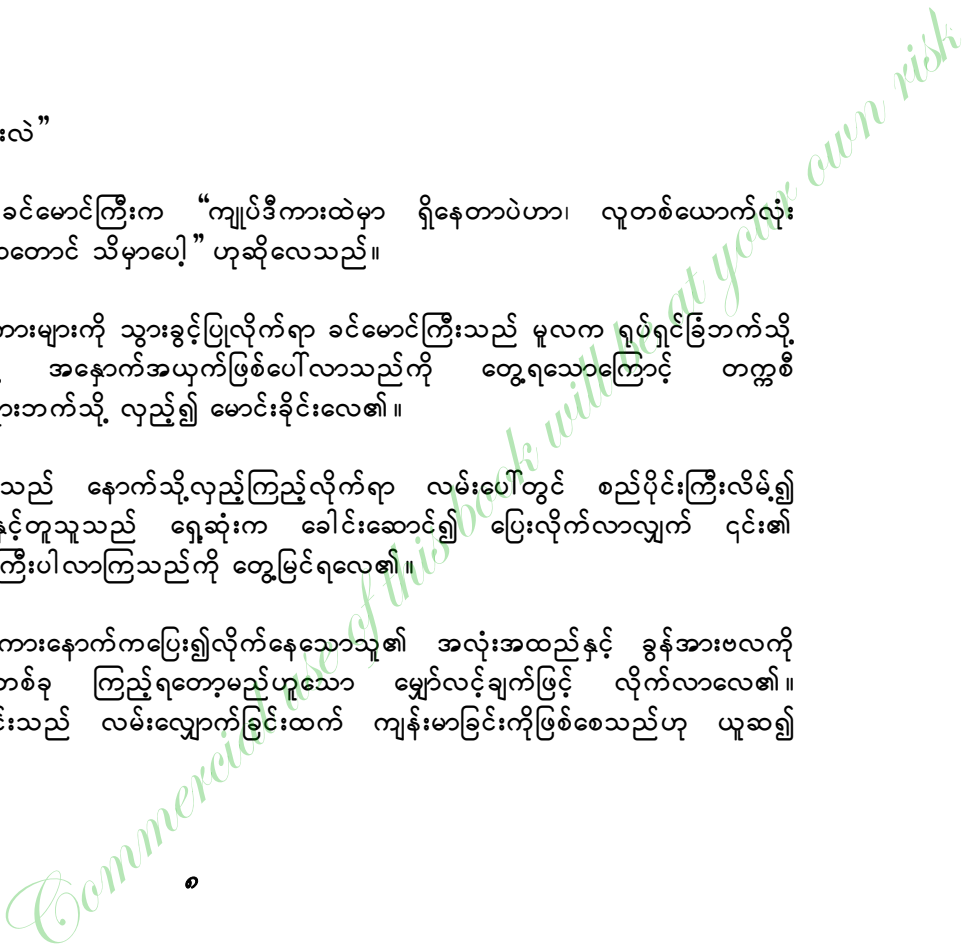 းလဲ”
ခင်မောင်ကြီးက “ကျုပ်ဒီကားထဲမှာ ရှိနေတာပဲဟာ၊ လူတစ်ယောက်လုံး
ာတောင် သိမှာပေါ့” ဟုဆိုလေသည်။
ကားများကို သွားခွင့်ပြုလိုက်ရာ ခင်မောင်ကြီးသည် မူလက ရုပ်ရှင်ခြံဘက်သို့
အနှောက်အယှက်ဖြစ်ပေါ်လာသည်ကို တွေ့ရသောကြောင့် တက္ကစီ
ဘက်သို့ လှည့်၍ မောင်းခိုင်းလေ၏။
သည် နောက်သို့လှည့်ကြည့်လိုက်ရာ လမ်းပေါ်တွင် စည်ပိုင်းကြီးလိမ့်၍
နှင့်တူသူသည် ရှေ့ဆုံးက ခေါင်းဆောင်၍ ပြေးလိုက်လာလျှက် ၎င်း၏
ကြီးပါလာကြသည်ကို တွေ့မြင်ရလေ၏။
ကားနောက်ကပြေး၍လိုက်နေသောသူ၏ အလုံးအထည်နှင့် ခွန်အားဗလကို
တစ်ခု ကြည့်ရတော့မည်ဟူသော မျှော်လင့်ချက်ဖြင့် လိုက်လာလေ၏။
င်းသည် လမ်းလျှောက်ခြင်းထက် ကျန်းမာခြင်းကိုဖြစ်စေသည်ဟု ယူဆ၍
၈
Commercial use of this book will be at your own risk